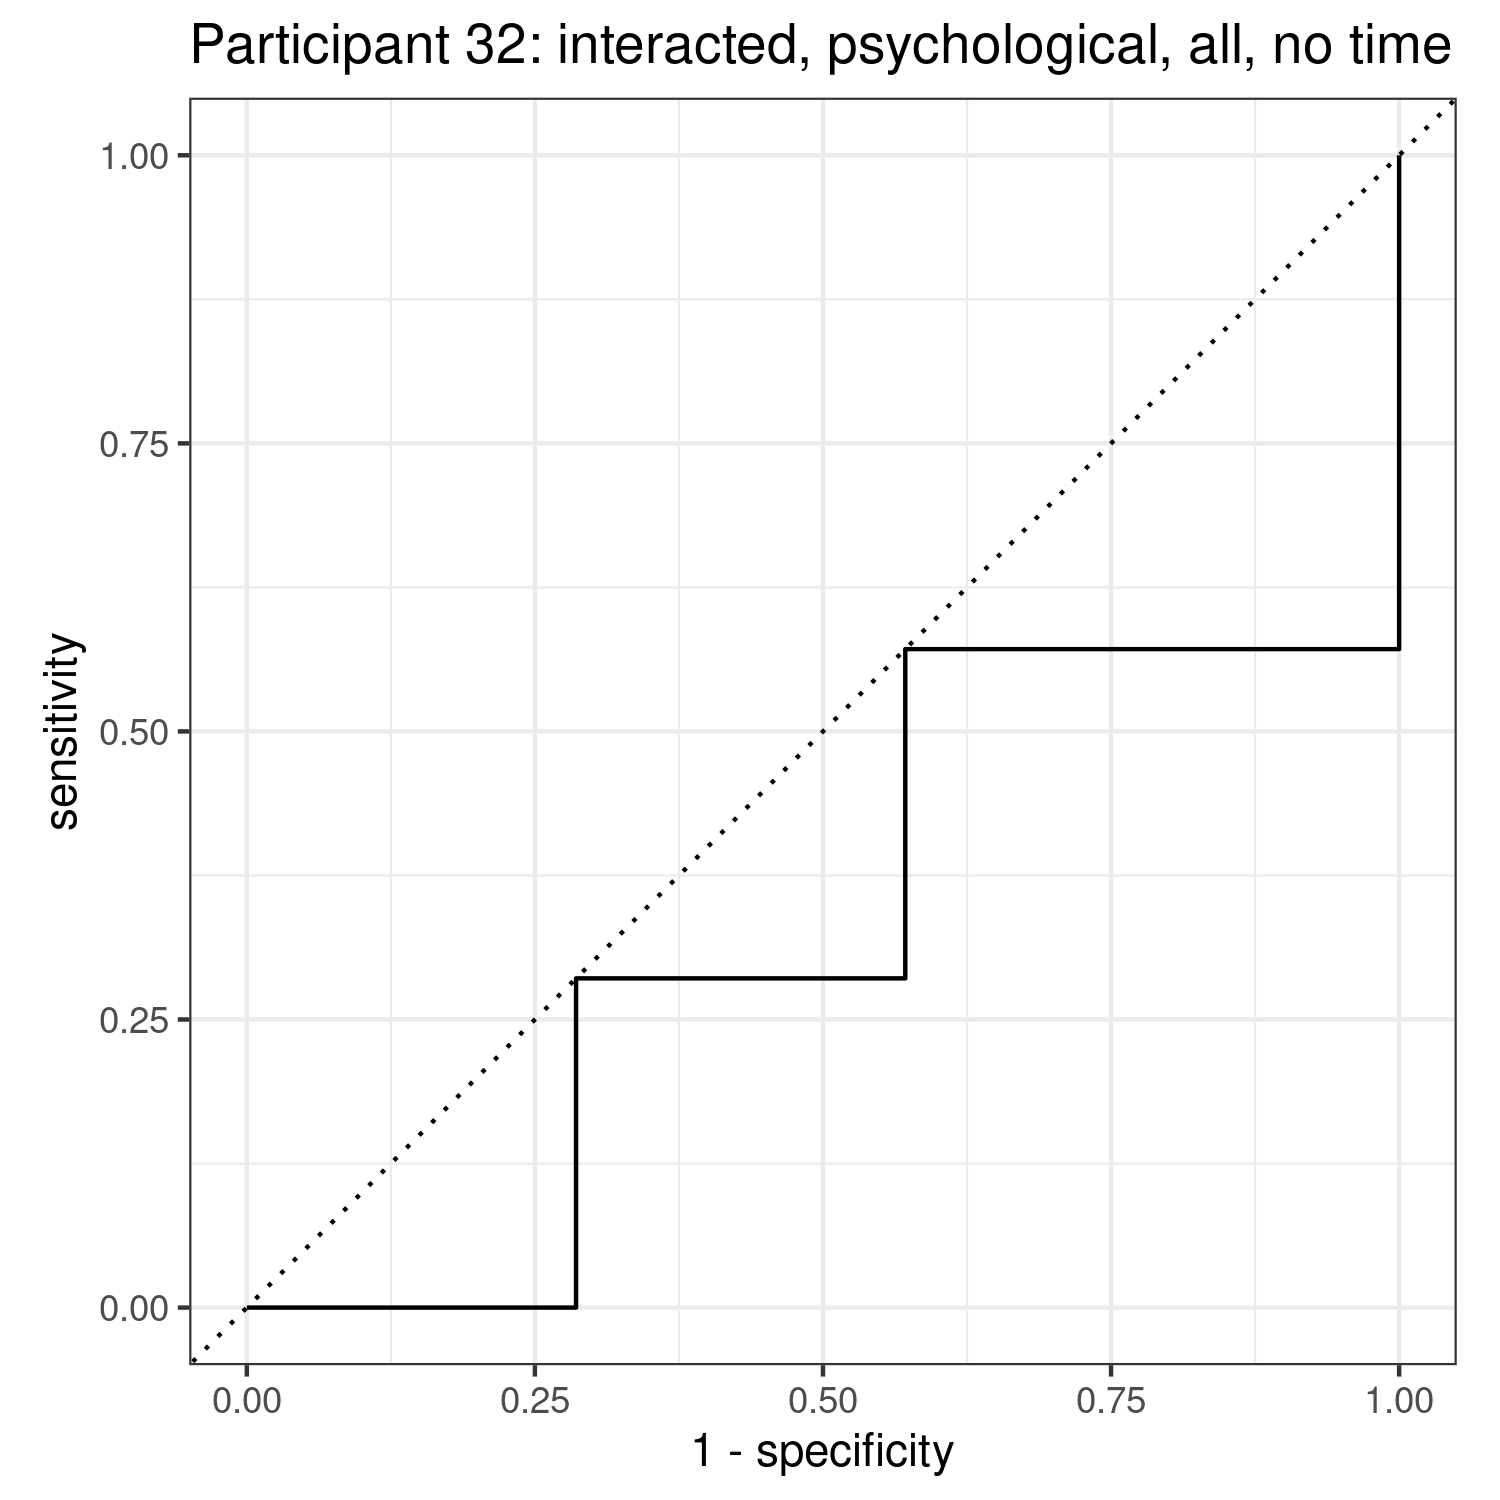 Participant 32: interacted, psychological, all, no time
1.00
0.75
0.50
0.25
0.00
sensitivity
0.00 0.25 0.50 0.75 1.00
1 - specificity